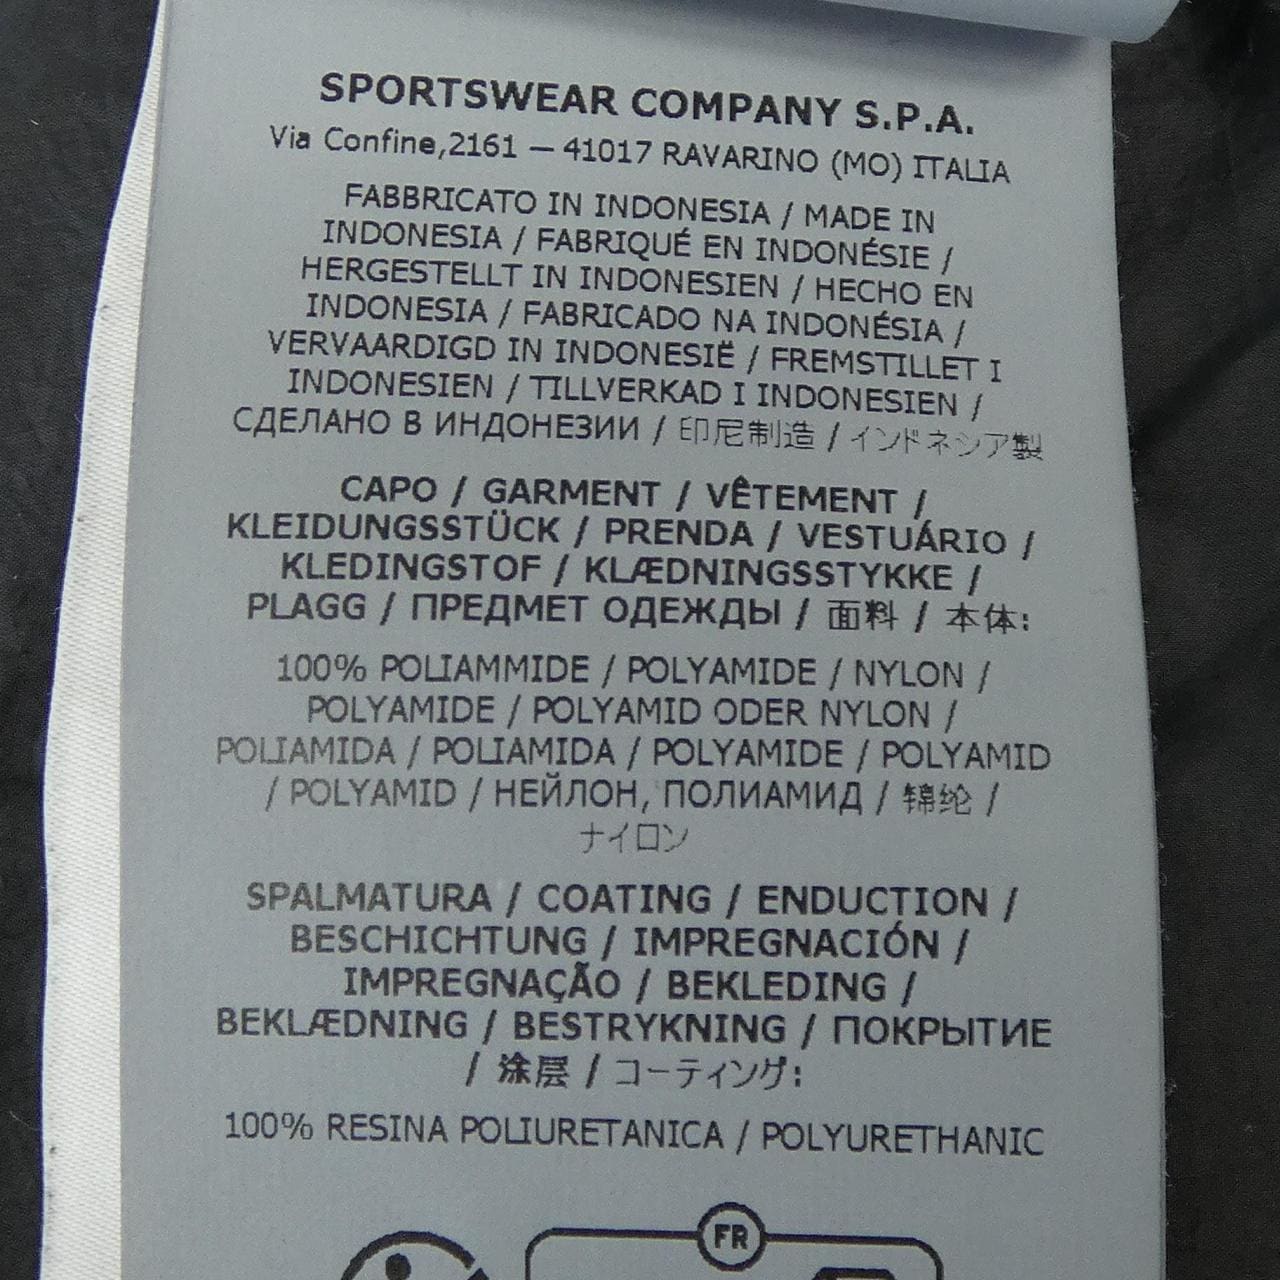 SPORTSWEAR COMPANY S.P.A.
Via Confine,2161 — 41017 RAVARINO (MO) ITALIA
FABBRICATO IN INDONESIA / MADE IN
INDONESIA / FABRIQUÉ EN INDONÉSIE /
HERGESTELLT IN INDONESIEN / HECHO EN
INDONESIA / FABRICADO NA INDONÉSIA /
VERVAARDIGD IN INDONESIË / FREMSTILLET I
INDONESIEN / TILLVERKAD I INDONESIEN /
СДЕЛАНО В ИНДОНЕЗИИ / 印尼制造 / インドネシア製
CAPO / GARMENT / VÊTEMENT /
KLEIDUNGSSTÜCK / PRENDA / VESTUÁRIO /
KLEDINGSTOF / KLÆDNINGSSTYKKE /
PLAGG / ПРЕДМЕТ ОДЕЖДЫ / 面料 / 本体:
100% POLIAMMIDE / POLYAMIDE / NYLON /
POLYAMIDE / POLYAMID ODER NYLON /
POLIAMIDA / POLIAMIDA / POLYAMIDE / POLYAMID
/ POLYAMID / НЕЙЛОН, ПОЛИАМИД / 锦纶 /
ナイロン
SPALMATURA / COATING / ENDUCTION /
BESCHICHTUNG / IMPREGNACIÓN /
IMPREGNAÇÃO / BEKLEDING /
BEKLÆDNING / BESTRYKNING / ПОКРЫТИЕ
/ 涂层 / コーティング:
100% RESINA POLIURETANICA / POLYURETHANIC
FR